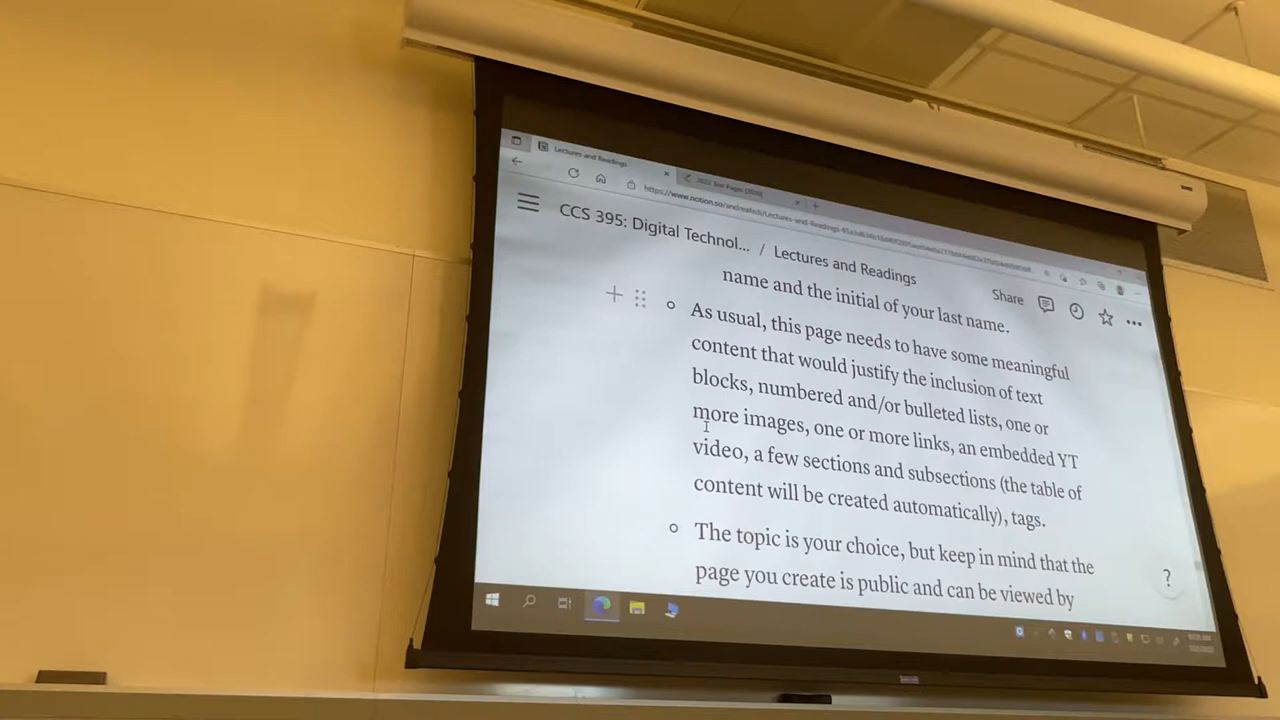 Lectures and Readings
CCS 395: Digital Technol... / Lectures and Readings
Share
name and the initial of your last name.
As usual, this page needs to have some meaningful
content that would justify the inclusion of text
blocks, numbered and/or bulleted lists, one or
more images, one or more links, an embedded YT
video, a few sections and subsections (the table of
content will be created automatically), tags.
The topic is your choice, but keep in mind that the
page you create is public and can be viewed by
?